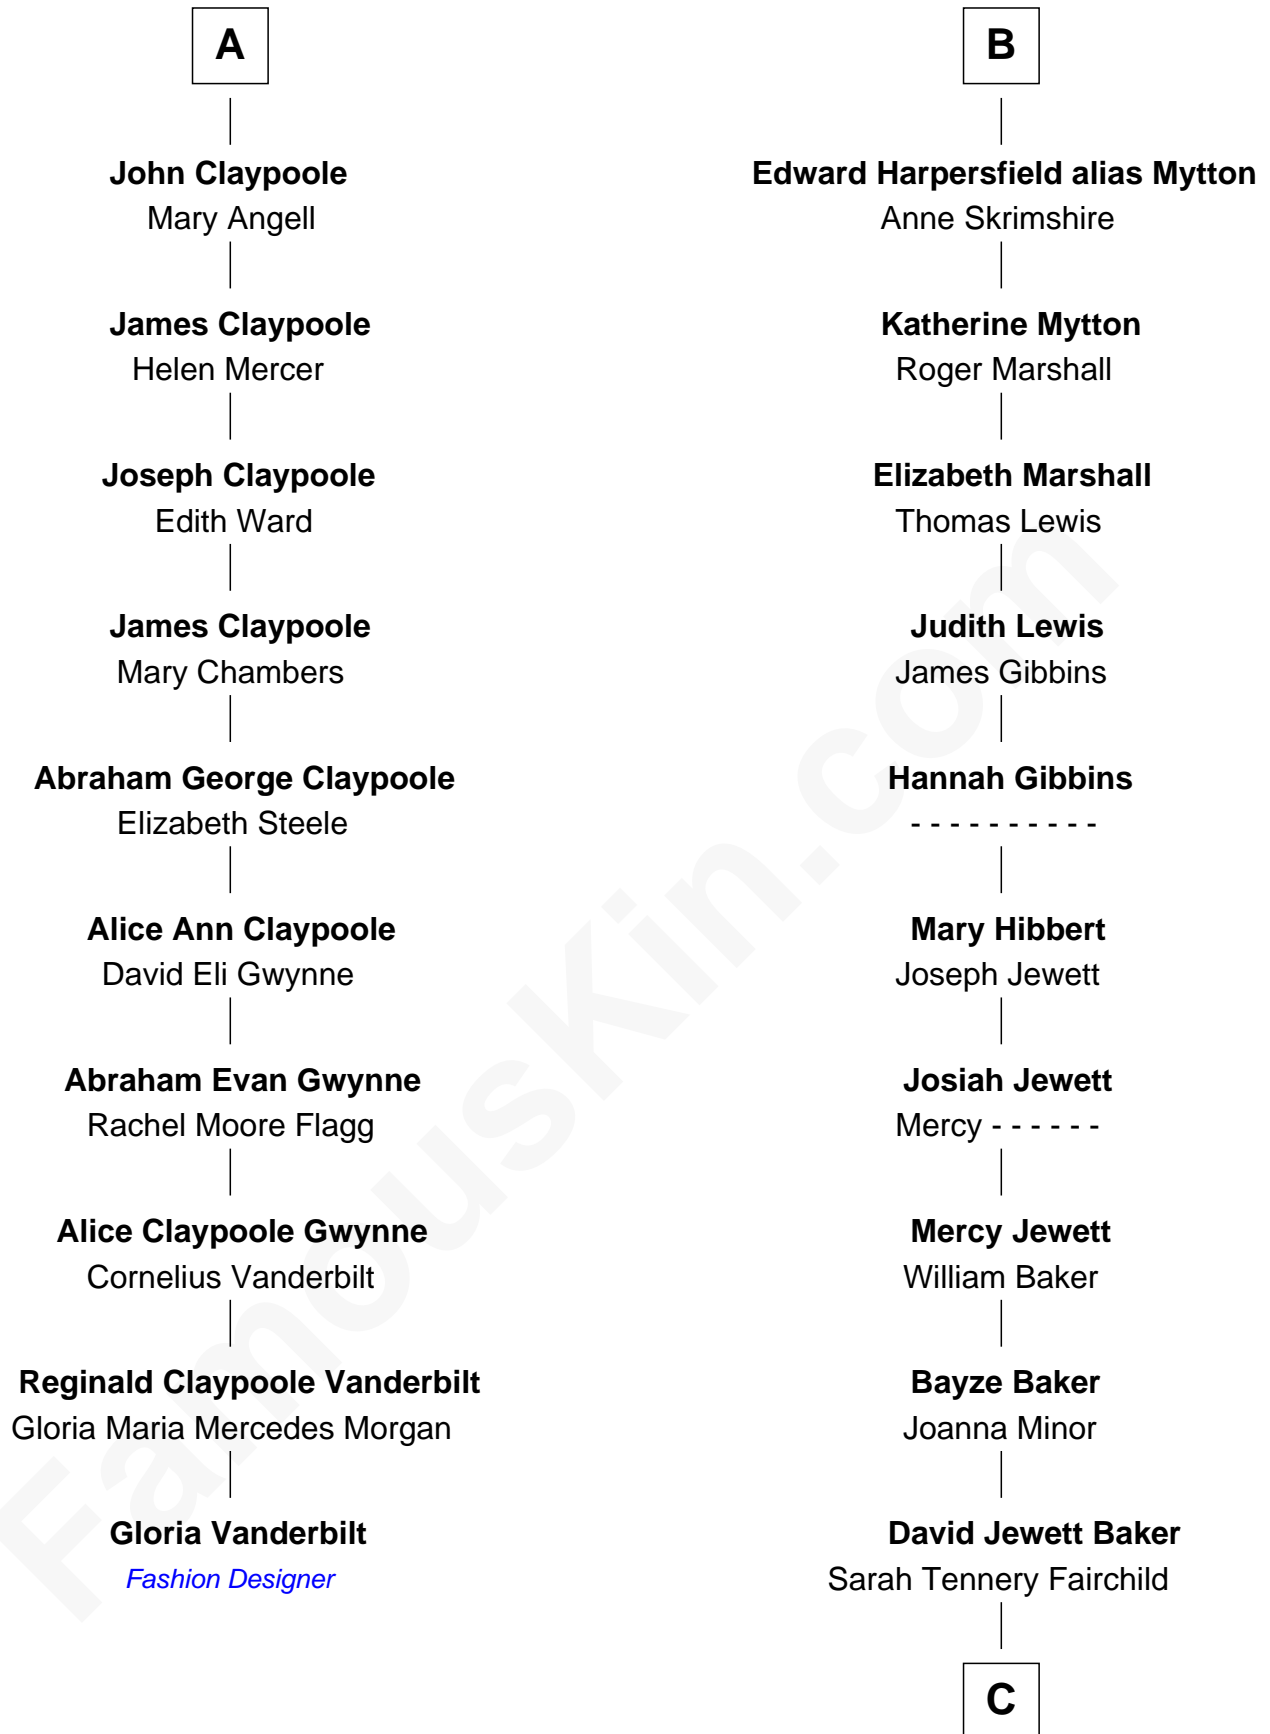 A
John Claypoole
Mary Angell
James Claypoole
Helen Mercer
Joseph Claypoole
Edith Ward
James Claypoole
Mary Chambers
Abraham George Claypoole
Elizabeth Steele
Alice Ann Claypoole
David Eli Gwynne
Abraham Evan Gwynne
Rachel Moore Flagg
Alice Claypoole Gwynne
Cornelius Vanderbilt
Reginald Claypoole Vanderbilt
Gloria Maria Mercedes Morgan
Gloria Vanderbilt
Fashion Designer
B
Edward Harpersfield alias Mytton
Anne Skrimshire
Katherine Mytton
Roger Marshall
Elizabeth Marshall
Thomas Lewis
Judith Lewis
James Gibbins
Hannah Gibbins
- - - - - - - - - -
Mary Hibbert
Joseph Jewett
Josiah Jewett
Mercy - - - - - -
Mercy Jewett
William Baker
Bayze Baker
Joanna Minor
David Jewett Baker
Sarah Tennery Fairchild
C
FamousKin.com